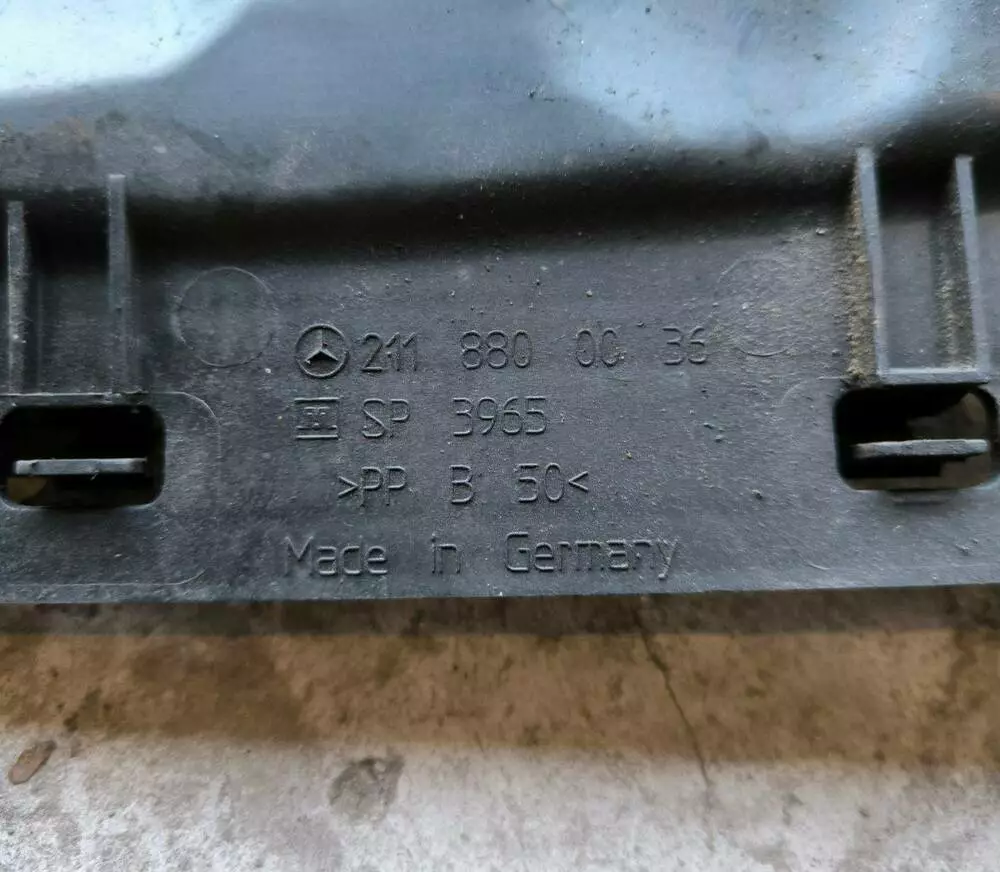 211 880 00 36
SP 3965
>PP B 50<
Made in Germany